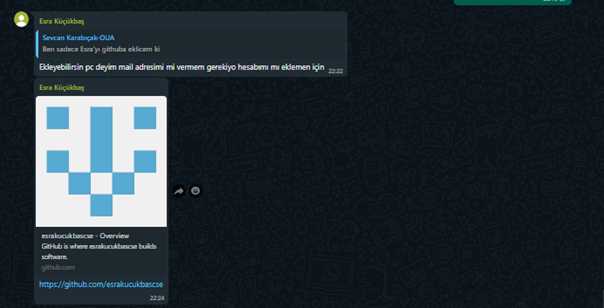 Esra Küçükbaş
Sevcan Karabıçak-OUA
Ben sadece Esra'yı githuba eklicem ki
Ekleyebilirsin pc deyim mail adresimi mi vermem gerekiyo hesabımı mı eklemen için
22:22
Esra Küçükbaş
esrakucukbascse - Overview
GitHub is where esrakucukbascse builds
software.
github.com
https://github.com/esrakucukbascse
22:24